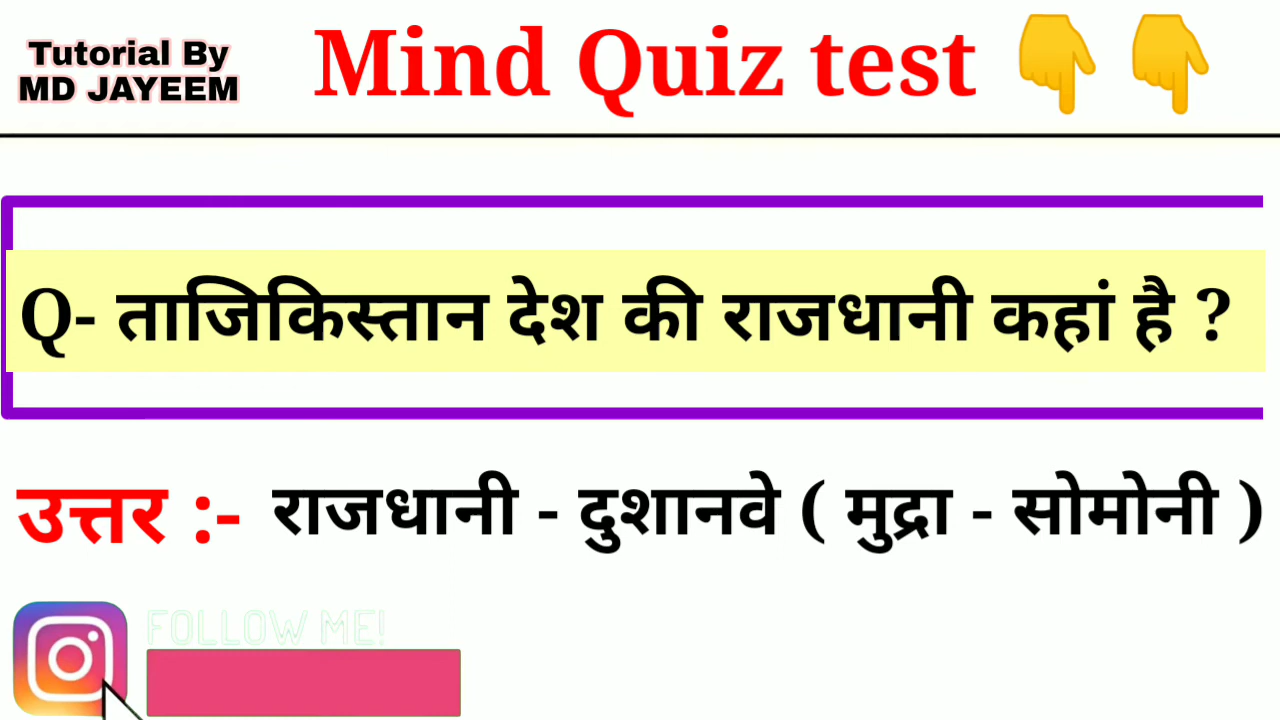 Tutorial By
MD JAYEEM
Mind Quiz test 👇👇
Q- ताजिकिस्तान देश की राजधानी कहां है ?
उत्तर :- राजधानी - दुशानवे ( मुद्रा - सोमोनी )
FOLLOW ME!